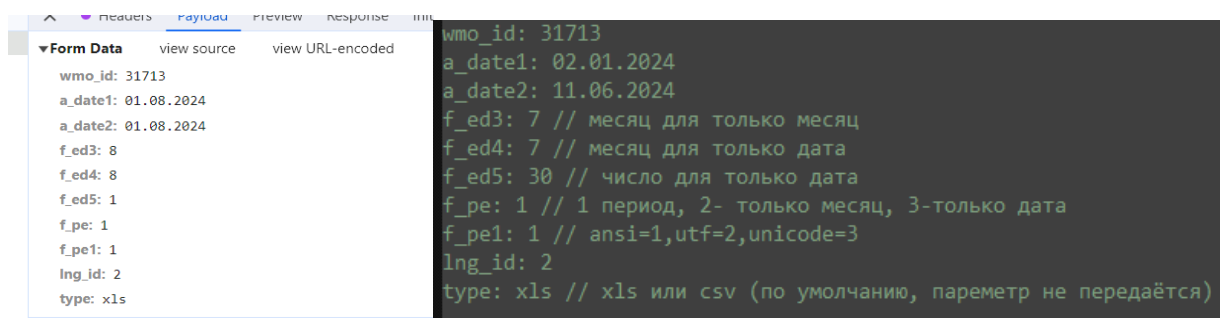 Headers Payload Preview Response
▼Form Data view source view URL-encoded
wmo_id: 31713
a_date1: 01.08.2024
a_date2: 01.08.2024
f_ed3: 8
f_ed4: 8
f_ed5: 1
f_pe: 1
f_pe1: 1
lng_id: 2
type: xls
wmo_id: 31713
a_date1: 02.01.2024
a_date2: 11.06.2024
f_ed3: 7 // месяц для только месяц
f_ed4: 7 // месяц для только дата
f_ed5: 30 // число для только дата
f_pe: 1 // 1 период, 2- только месяц, 3-только дата
f_pe1: 1 // ansi=1,utf=2,unicode=3
lng_id: 2
type: xls // xls или csv (по умолчанию, пареметр не передаётся)